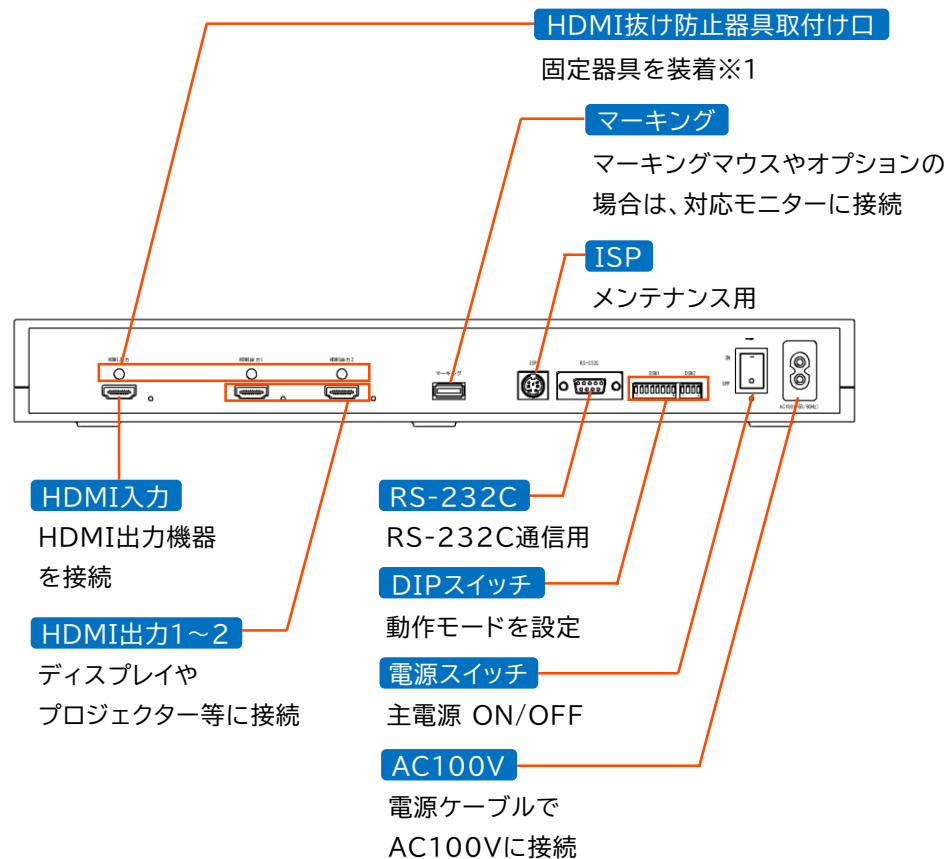 HDMI抜け防止器具取付け口
固定器具を装着※1
マーキング
マーキングマウスやオプションの
場合は、対応モニターに接続
ISP
メンテナンス用
HDMI入力
HDMI出力1
HDMI出力2
マーキング
ISP
RS-232C
DSW1
DSW2
ON
OFF
AC100V(50/60Hz)
HDMI入力
HDMI出力機器
を接続
HDMI出力1～2
ディスプレイや
プロジェクター等に接続
RS-232C
RS-232C通信用
DIPスイッチ
動作モードを設定
電源スイッチ
主電源 ON/OFF
AC100V
電源ケーブルで
AC100Vに接続